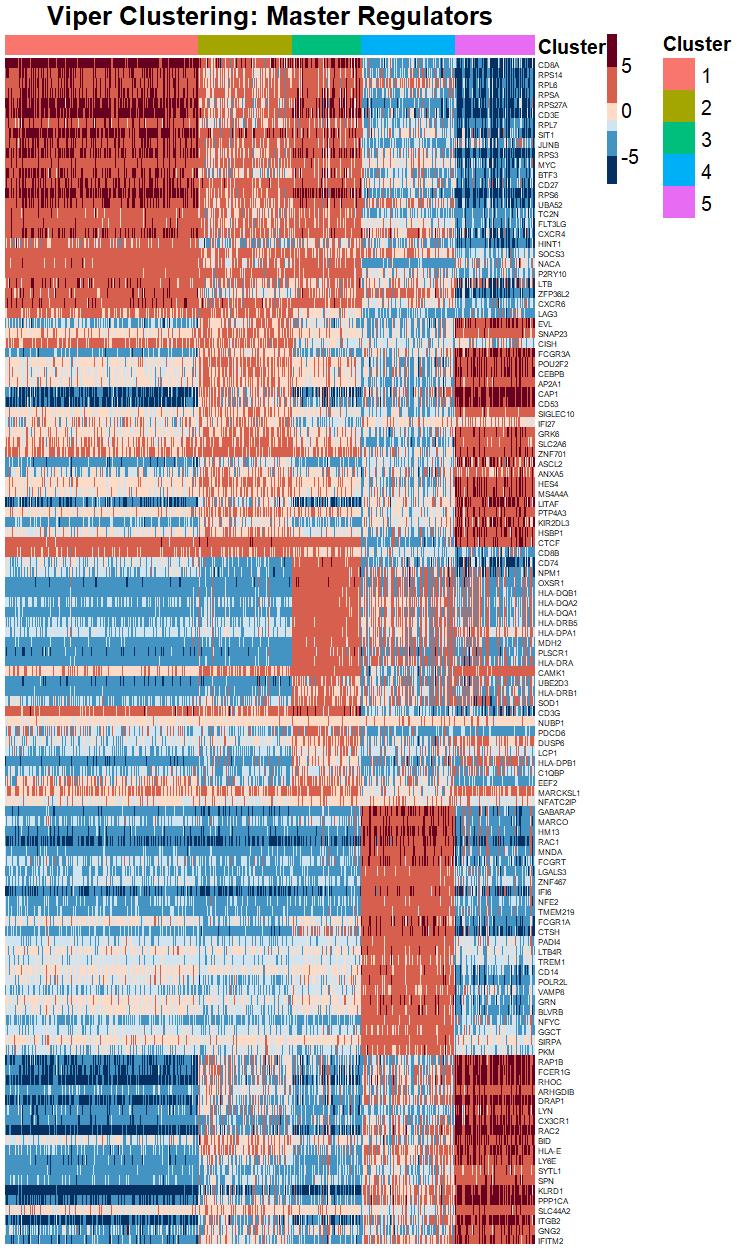 Viper Clustering: Master Regulators
Cluster
5
0
-5
Cluster
1
2
3
4
5
CD8A
RPS14
RPL6
RPSA
RPS27A
CD3E
RPL7
SIT1
JUNB
RPS3
MYC
BTF3
CD27
RPS6
UBA52
TC2N
FLT3LG
CXCR4
HINT1
SOCS3
NACA
P2RY10
LTB
ZFP36L2
CXCR6
LAG3
EVL
SNAP23
CISH
FCGR3A
POU2F2
CEBPB
AP2A1
CAP1
CD53
SIGLEC10
IFI27
GRK6
SLC2A6
ZNF701
ASCL2
ANXA5
HES4
MS4A4A
LITAF
PTP4A3
KIR2DL3
HSBP1
CTCF
CD8B
CD74
NPM1
OXSR1
HLA-DQB1
HLA-DQA2
HLA-DQA1
HLA-DRB5
HLA-DPA1
MDH2
PLSCR1
HLA-DRA
CAMK1
UBE2D3
HLA-DRB1
SOD1
CD3G
NUBP1
PDCD6
DUSP6
LCP1
HLA-DPB1
C1QBP
EEF2
MARCKSL1
NFATC2IP
GABARAP
MARCO
HM13
RAC1
MNDA
FCGRT
LGALS3
ZNF467
IFI6
NFE2
TMEM219
FCGR1A
CTSH
PADI4
LTB4R
TREM1
CD14
POLR2L
VAMP8
GRN
BLVRB
NFYC
GGCT
SIRPA
PKM
RAP1B
FCER1G
RHOC
ARHGDIB
DRAP1
LYN
CX3CR1
RAC2
BID
HLA-E
LY6E
SYTL1
SPN
KLRD1
PPP1CA
SLC44A2
ITGB2
GNG2
IFITM2